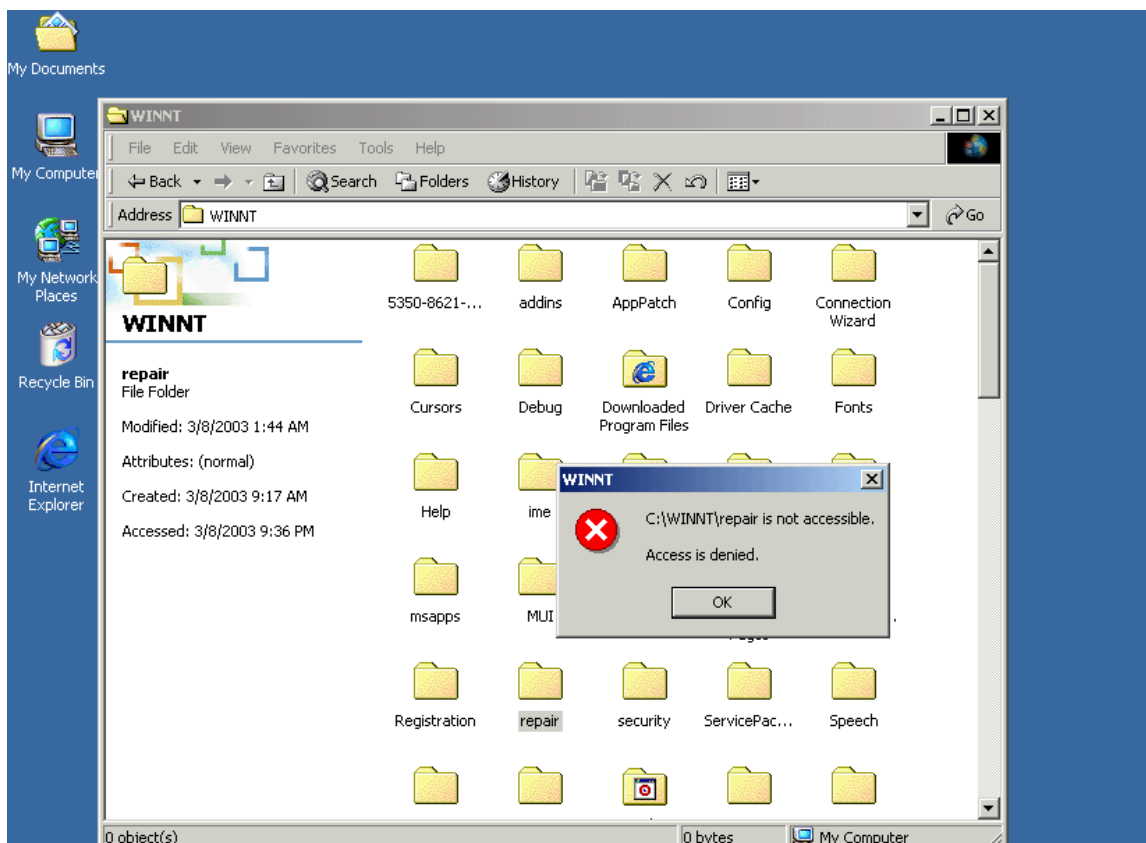 My Documents
My Computer
My Network
Places
Recycle Bin
Internet
Explorer
WINNT
File Edit View Favorites Tools Help
Back Search Folders History
Address WINNT Go
WINNT
repair
File Folder
Modified: 3/8/2003 1:44 AM
Attributes: (normal)
Created: 3/8/2003 9:17 AM
Accessed: 3/8/2003 9:36 PM
5350-8621-... addins AppPatch Config Connection
Wizard
Cursors Debug Downloaded Driver Cache Fonts
Program Files
Help ime
msapps MUI
Registration repair security ServicePac... Speech
WINNT
C:\WINNT\repair is not accessible.
Access is denied.
OK
0 object(s) 0 bytes My Computer